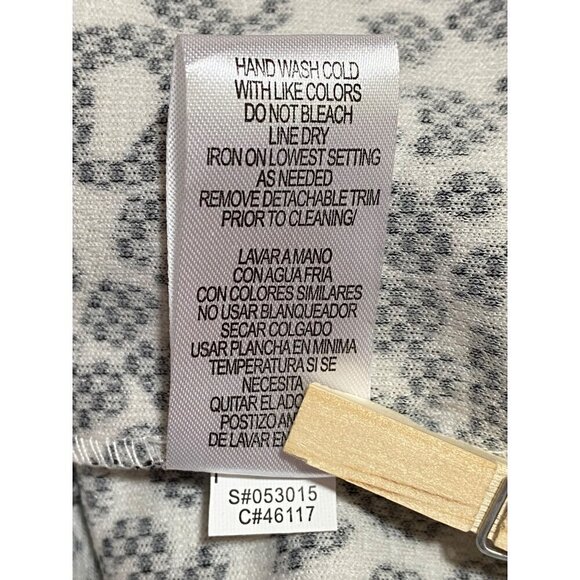 HAND WASH COLD
WITH LIKE COLORS
DO NOT BLEACH
LINE DRY
IRON ON LOWEST SETTING
AS NEEDED
REMOVE DETACHABLE TRIM
PRIOR TO CLEANING/
LAVAR A MANO
CON AGUA FRIA
CON COLORES SIMILARES
NO USAR BLANQUEADOR
SECAR COLGADO
USAR PLANCHA EN MINIMA
TEMPERATURA SI SE
NECESITA
QUITAR EL
POSTIZO
DE LAVAR
S#053015
C#46117